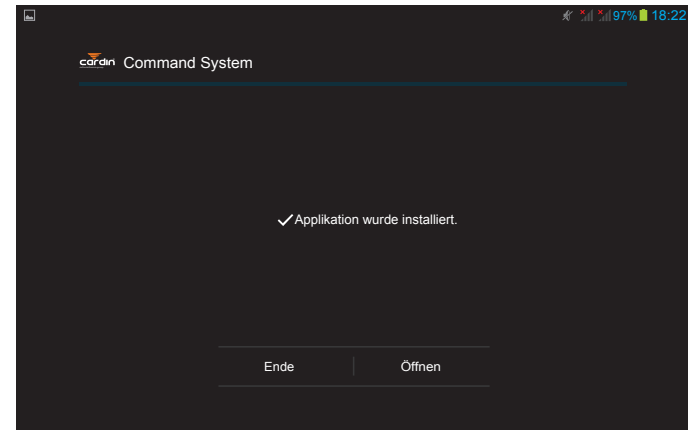 97% 18:22
cardin Command System
Applikation wurde installiert.
Ende Öffnen